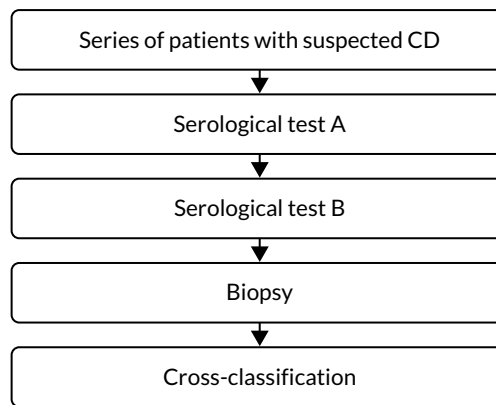 Series of patients with suspected CD
Serological test A
Serological test B
Biopsy
Cross-classification